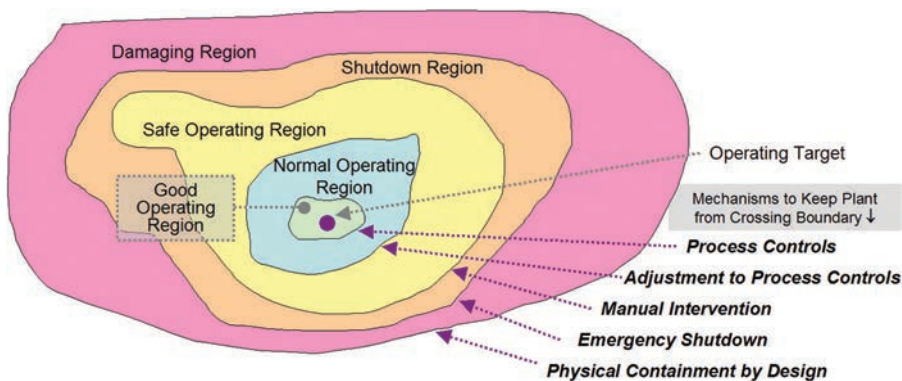 Damaging Region
Shutdown Region
Safe Operating Region
Normal Operating
Region
Operating Target
Good
Operating
Region
Mechanisms to Keep Plant
from Crossing Boundary ↓
Process Controls
Adjustment to Process Controls
Manual Intervention
Emergency Shutdown
Physical Containment by Design